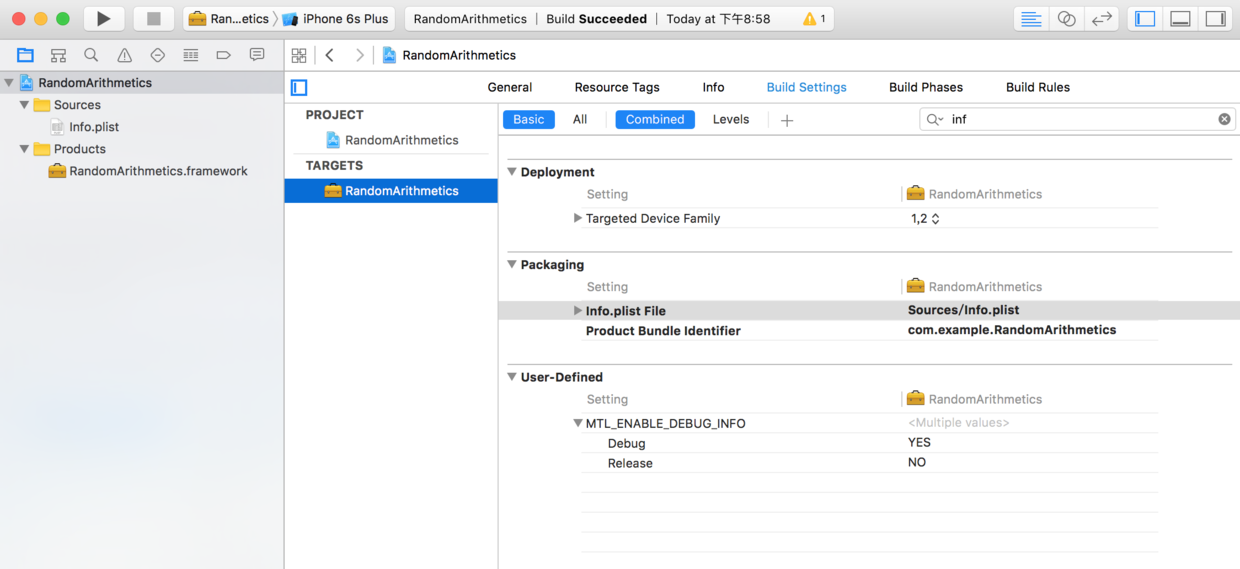 Ran...etics
iPhone 6s Plus
RandomArithmetics | Build Succeeded | Today at 下午8:58
1
RandomArithmetics
RandomArithmetics
Sources
Info.plist
Products
RandomArithmetics.framework
General
Resource Tags
Info
Build Settings
Build Phases
Build Rules
PROJECT
RandomArithmetics
TARGETS
RandomArithmetics
Basic
All
Combined
Levels
inf
Deployment
Setting
RandomArithmetics
Targeted Device Family
1,2
Packaging
Setting
RandomArithmetics
Info.plist File
Sources/Info.plist
Product Bundle Identifier
com.example.RandomArithmetics
User-Defined
Setting
RandomArithmetics
MTL_ENABLE_DEBUG_INFO
<Multiple values>
Debug
YES
Release
NO